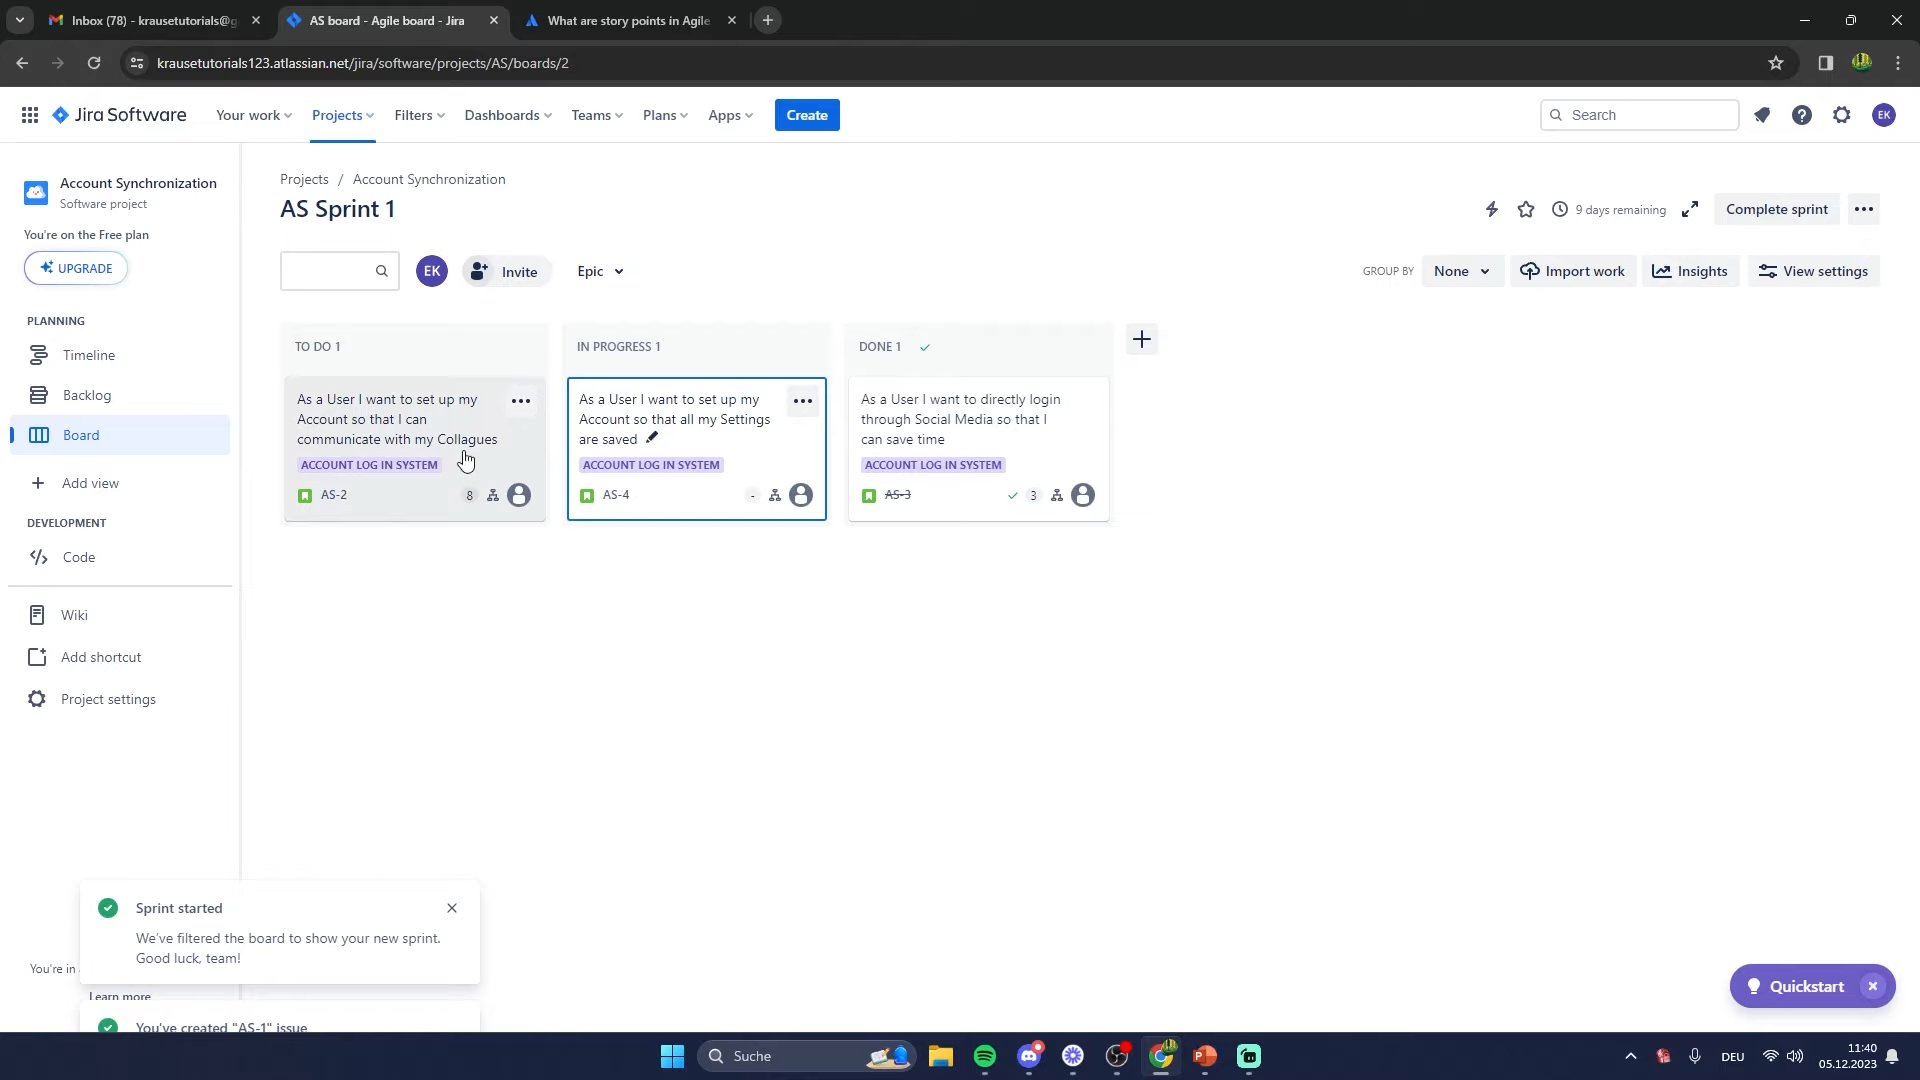 Inbox (78) - krausetutorials@g
AS board - Agile board - Jira
What are story points in Agile
krausetutorials123.atlassian.net/jira/software/projects/AS/boards/2
Jira Software
Your work
Projects
Filters
Dashboards
Teams
Plans
Apps
Create
Search
EK
Account Synchronization
Software project
You're on the Free plan
UPGRADE
PLANNING
Timeline
Backlog
Board
Add view
DEVELOPMENT
Code
Wiki
Add shortcut
Project settings
Projects / Account Synchronization
AS Sprint 1
9 days remaining
Complete sprint
EK
Invite
Epic
GROUP BY
None
Import work
Insights
View settings
TO DO 1
As a User I want to set up my
Account so that I can
communicate with my Collagues
ACCOUNT LOG IN SYSTEM
AS-2
8
IN PROGRESS 1
As a User I want to set up my
Account so that all my Settings
are saved
ACCOUNT LOG IN SYSTEM
AS-4
-
DONE 1
As a User I want to directly login
through Social Media so that I
can save time
ACCOUNT LOG IN SYSTEM
AS-3
3
Sprint started
We've filtered the board to show your new sprint.
Good luck, team!
You're in
Learn more
You've created "AS-1" issue
Quickstart
Suche
DEU
11:40
05.12.2023